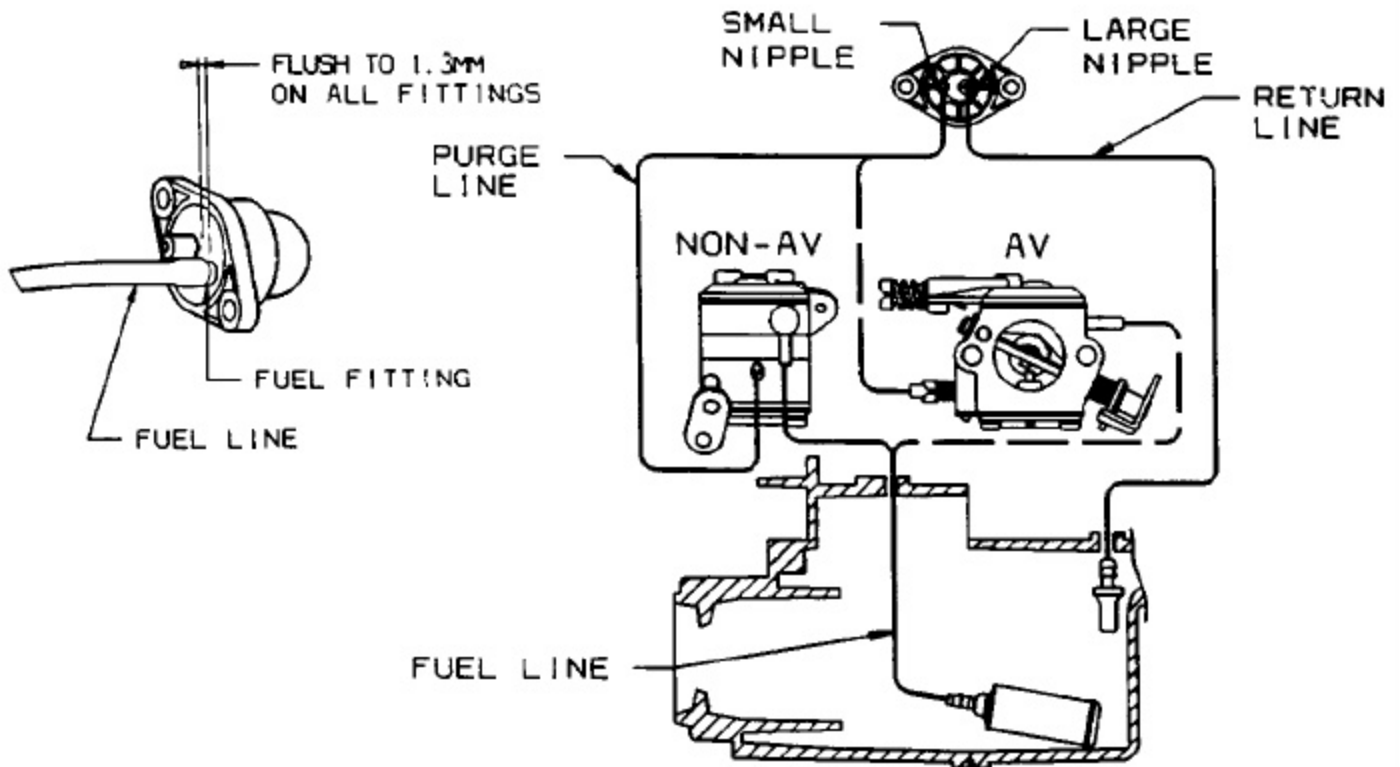 SMALL
NIPPLE
LARGE
NIPPLE
FLUSH TO 1.3MM
ON ALL FITTINGS
RETURN
LINE
PURGE
LINE
NON-AV
AV
FUEL FITTING
FUEL LINE
FUEL LINE